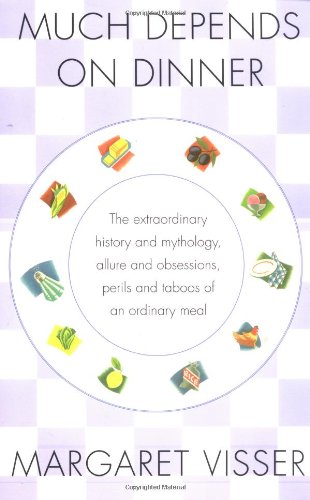 MUCH DEPENDS
ON DINNER
The extraordinary
history and mythology,
allure and obsessions,
perils and taboos of
an ordinary meal
RICE
MARGARET VISSER